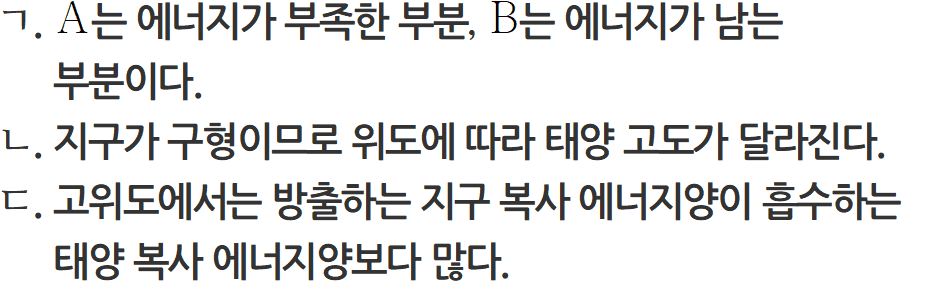 ㄱ. A는 에너지가 부족한 부분, B는 에너지가 남는
부분이다.
ㄴ. 지구가 구형이므로 위도에 따라 태양 고도가 달라진다.
ㄷ. 고위도에서는 방출하는 지구 복사 에너지양이 흡수하는
태양 복사 에너지양보다 많다.